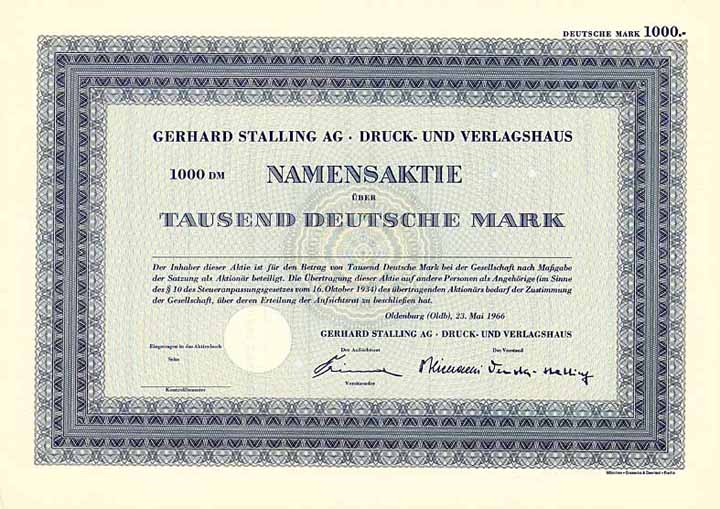 DEUTSCHE MARK 1000.-
GERHARD STALLING AG · DRUCK- UND VERLAGSHAUS
1000 DM NAMENSAKTIE
ÜBER
TAUSEND DEUTSCHE MARK
Der Inhaber dieser Aktie ist für den Betrag von Tausend Deutsche Mark bei der Gesellschaft nach Maßgabe
der Satzung als Aktionär beteiligt. Die Übertragung dieser Aktie auf andere Personen als Angehörige (im Sinne
des § 10 des Steueranpassungsgesetzes vom 16. Oktober 1934) des übertragenden Aktionärs bedarf der Zustimmung
der Gesellschaft, über deren Erteilung der Aufsichtsrat zu beschließen hat.
Oldenburg (Oldb), 23. Mai 1966
GERHARD STALLING AG · DRUCK- UND VERLAGSHAUS
Eingetragen in das Aktienbuch
Der Aufsichtsrat
Der Vorstand
Seite
Vorsitzender
Kontrollbeamter
München · Giesecke & Devrient · Berlin